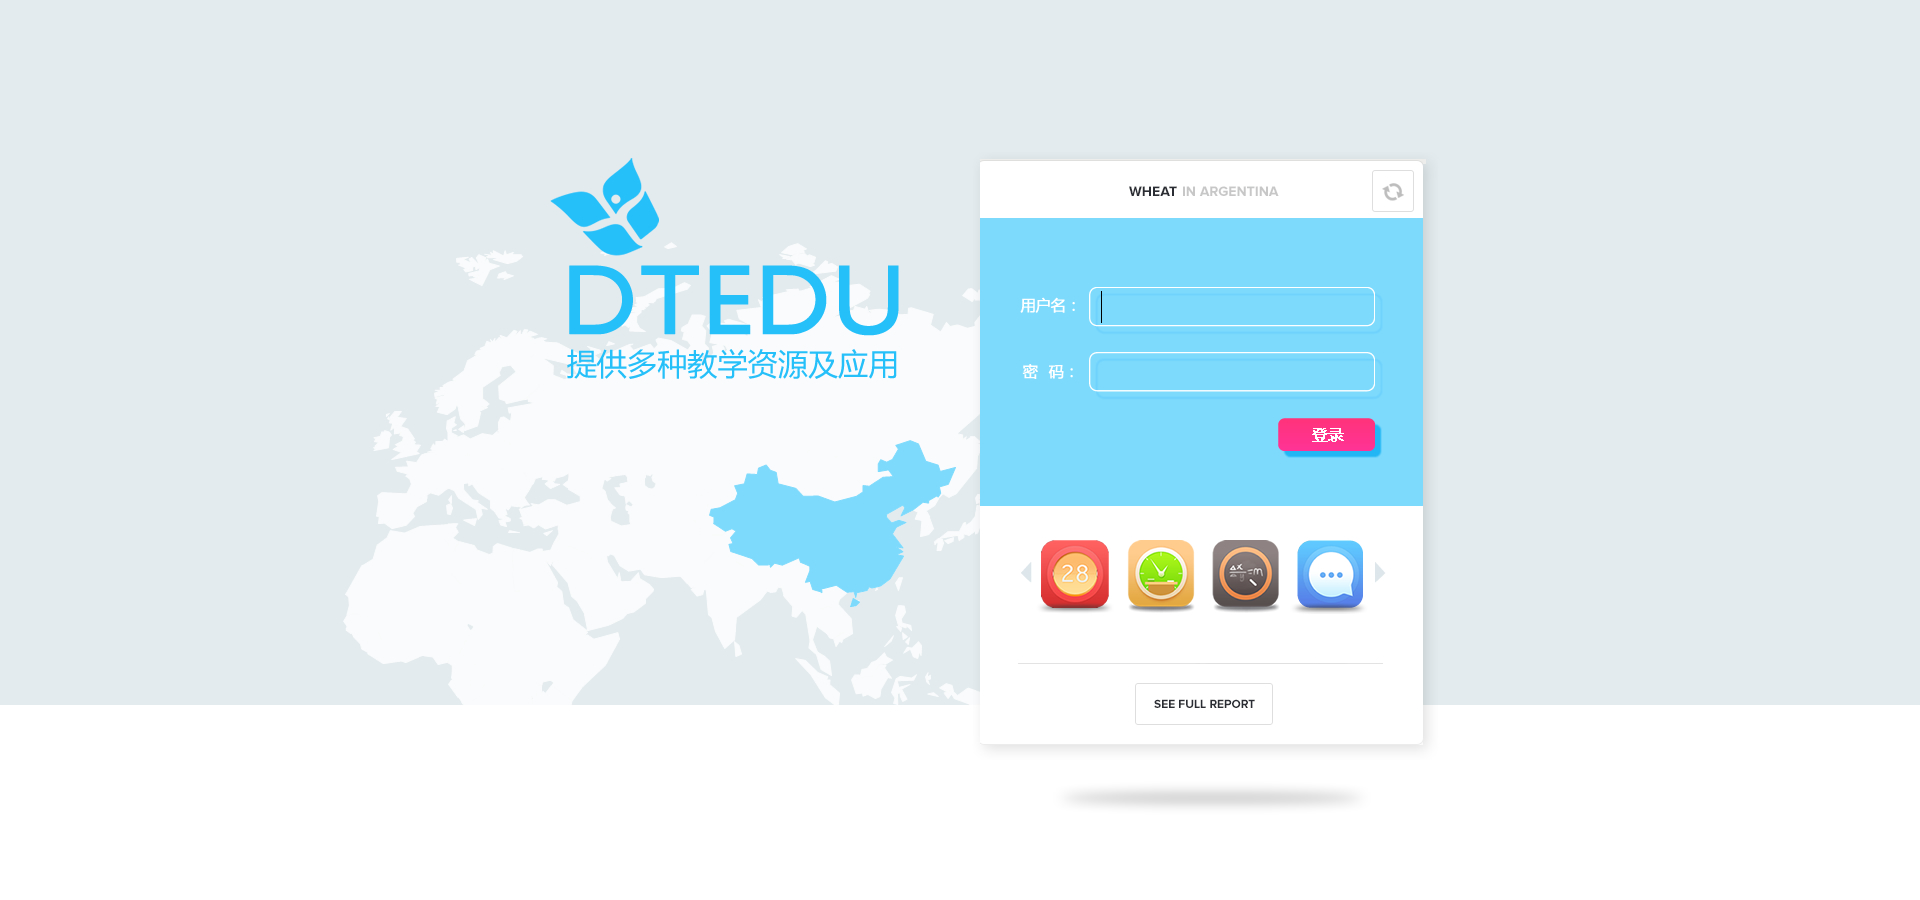 DTEDU
提供多种教学资源及应用
WHEAT IN ARGENTINA
用户名：
密 码：
登录
28
ΔX =m
SEE FULL REPORT